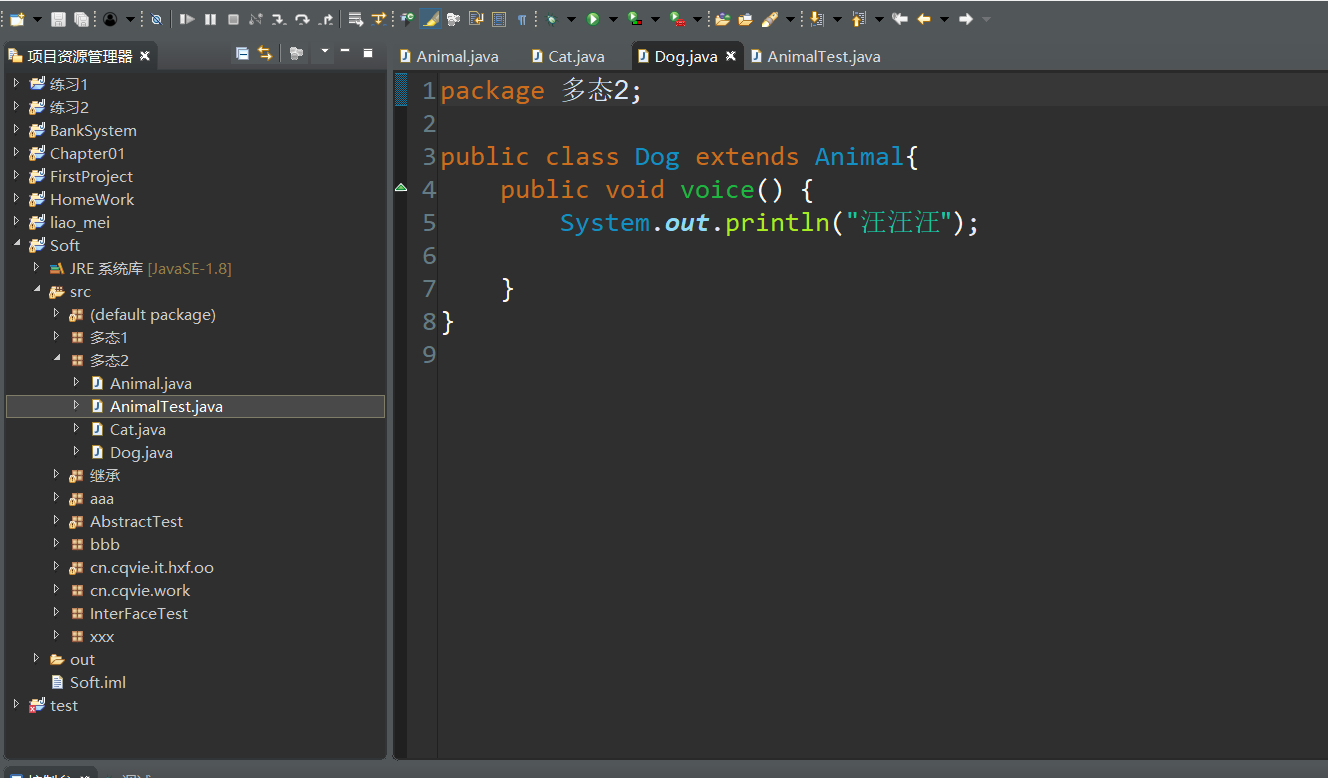 项目资源管理器
Animal.java
Cat.java
Dog.java
AnimalTest.java
练习1
练习2
BankSystem
Chapter01
FirstProject
HomeWork
liao_mei
Soft
JRE 系统库 [JavaSE-1.8]
src
(default package)
多态1
多态2
Animal.java
AnimalTest.java
Cat.java
Dog.java
继承
aaa
AbstractTest
bbb
cn.cqvie.it.hxf.oo
cn.cqvie.work
InterFaceTest
xxx
out
Soft.iml
test
1 package 多态2;
2
3 public class Dog extends Animal{
4 public void voice() {
5 System.out.println("汪汪汪");
6
7 }
8 }
9